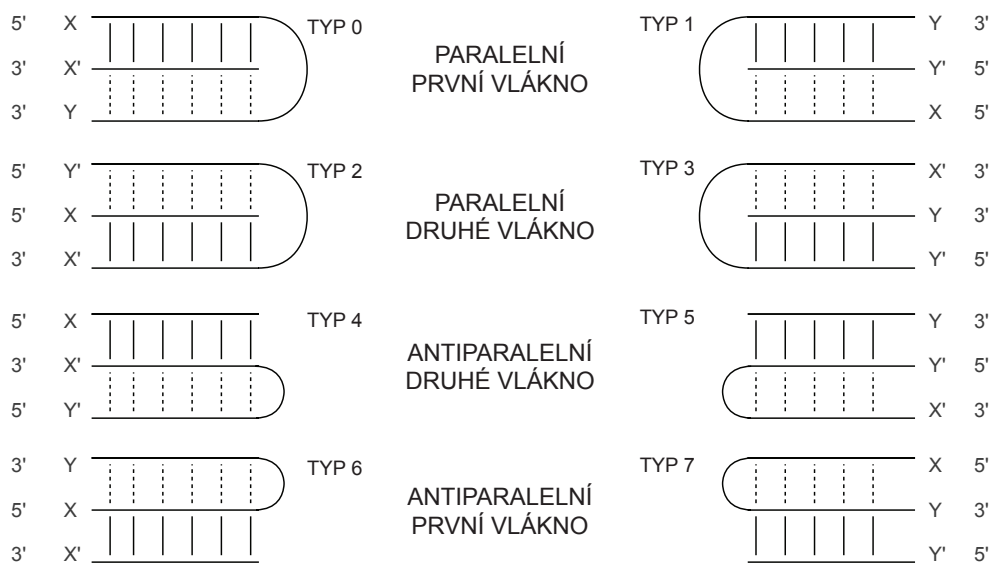 5' X TYP 0 TYP 1 Y 3'
PARALELNÍ
3' X' Y' 5'
PRVNÍ VLÁKNO
3' Y X 5'
5' Y' TYP 2 TYP 3 X' 3'
PARALELNÍ
5' X Y 3'
DRUHÉ VLÁKNO
3' X' Y' 5'
5' X TYP 4 TYP 5 Y 3'
ANTIPARALELNÍ
3' X' Y' 5'
DRUHÉ VLÁKNO
5' Y' X' 3'
3' Y TYP 6 TYP 7 X 5'
ANTIPARALELNÍ
5' X Y 3'
PRVNÍ VLÁKNO
3' X' Y' 5'